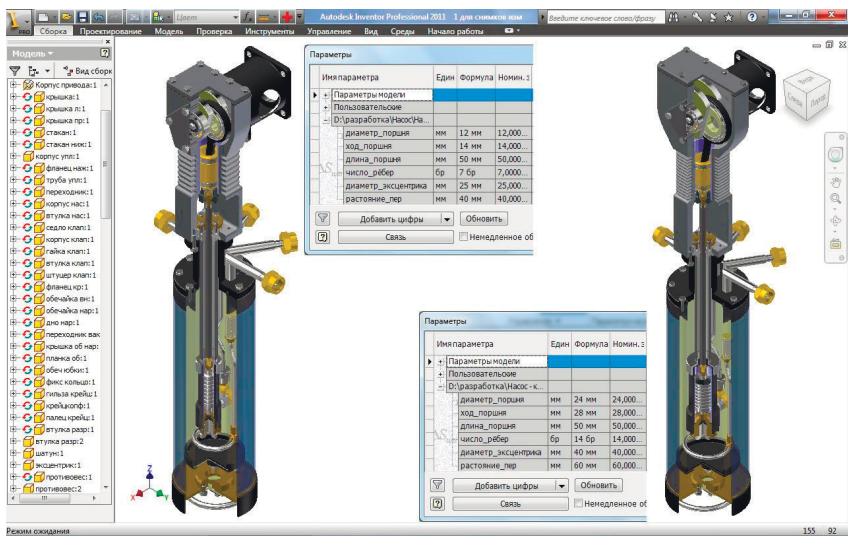 PRO
Цвет
Autodesk Inventor Professional 2011 1 для снимков изм
Введите ключевое слово/фразу
Сборка Проектирование Модель Проверка Инструменты Управление Вид Среды Начало работы
Модель
Вид сборк
Корпус привода:1
крышка:1
крышка л:1
крышка пр:1
стакан:1
стакан ниж:1
корпус упл:1
фланец наж:1
труба упл:1
переходник:1
корпус нас:1
втулка нас:1
седло клап:1
корпус клап:1
гайка клап:1
втулка клап:1
штуцер клап:1
фланец кр:1
обечайка вн:1
обечайка нар:1
дно нар:1
переходник вак
крышка об нар:
планка об:1
обеч юбки:1
фикс кольцо:1
гильза крейц:1
крейцкопф:1
палец крейц:1
втулка разр:1
втулка разр:2
шатун:1
эксцентрик:1
противовес:1
противовес:2
Параметры
Имя параметра Един Формула Номин. з
Параметры модели
Пользовательские
D:\разработка\Насос\На...
диаметр_поршня мм 12 мм 12,000...
ход_поршня мм 14 мм 14,000...
длина_поршня мм 50 мм 50,000...
число_рёбер бр 7 бр 7,0000...
диаметр_эксцентрика мм 25 мм 25,000...
растояние_пер мм 40 мм 40,000...
Добавить цифры Обновить
Связь Немедленное об
Параметры
Имя параметра Един Формула Номин. з
Параметры модели
Пользовательские
D:\разработка\Насос - к...
диаметр_поршня мм 24 мм 24,000...
ход_поршня мм 28 мм 28,000...
длина_поршня мм 50 мм 50,000...
число_рёбер бр 14 бр 14,000...
диаметр_эксцентрика мм 40 мм 40,000...
растояние_пер мм 60 мм 60,000...
Добавить цифры Обновить
Связь Немедленное об
Z
X
Y
Режим ожидания
155 92